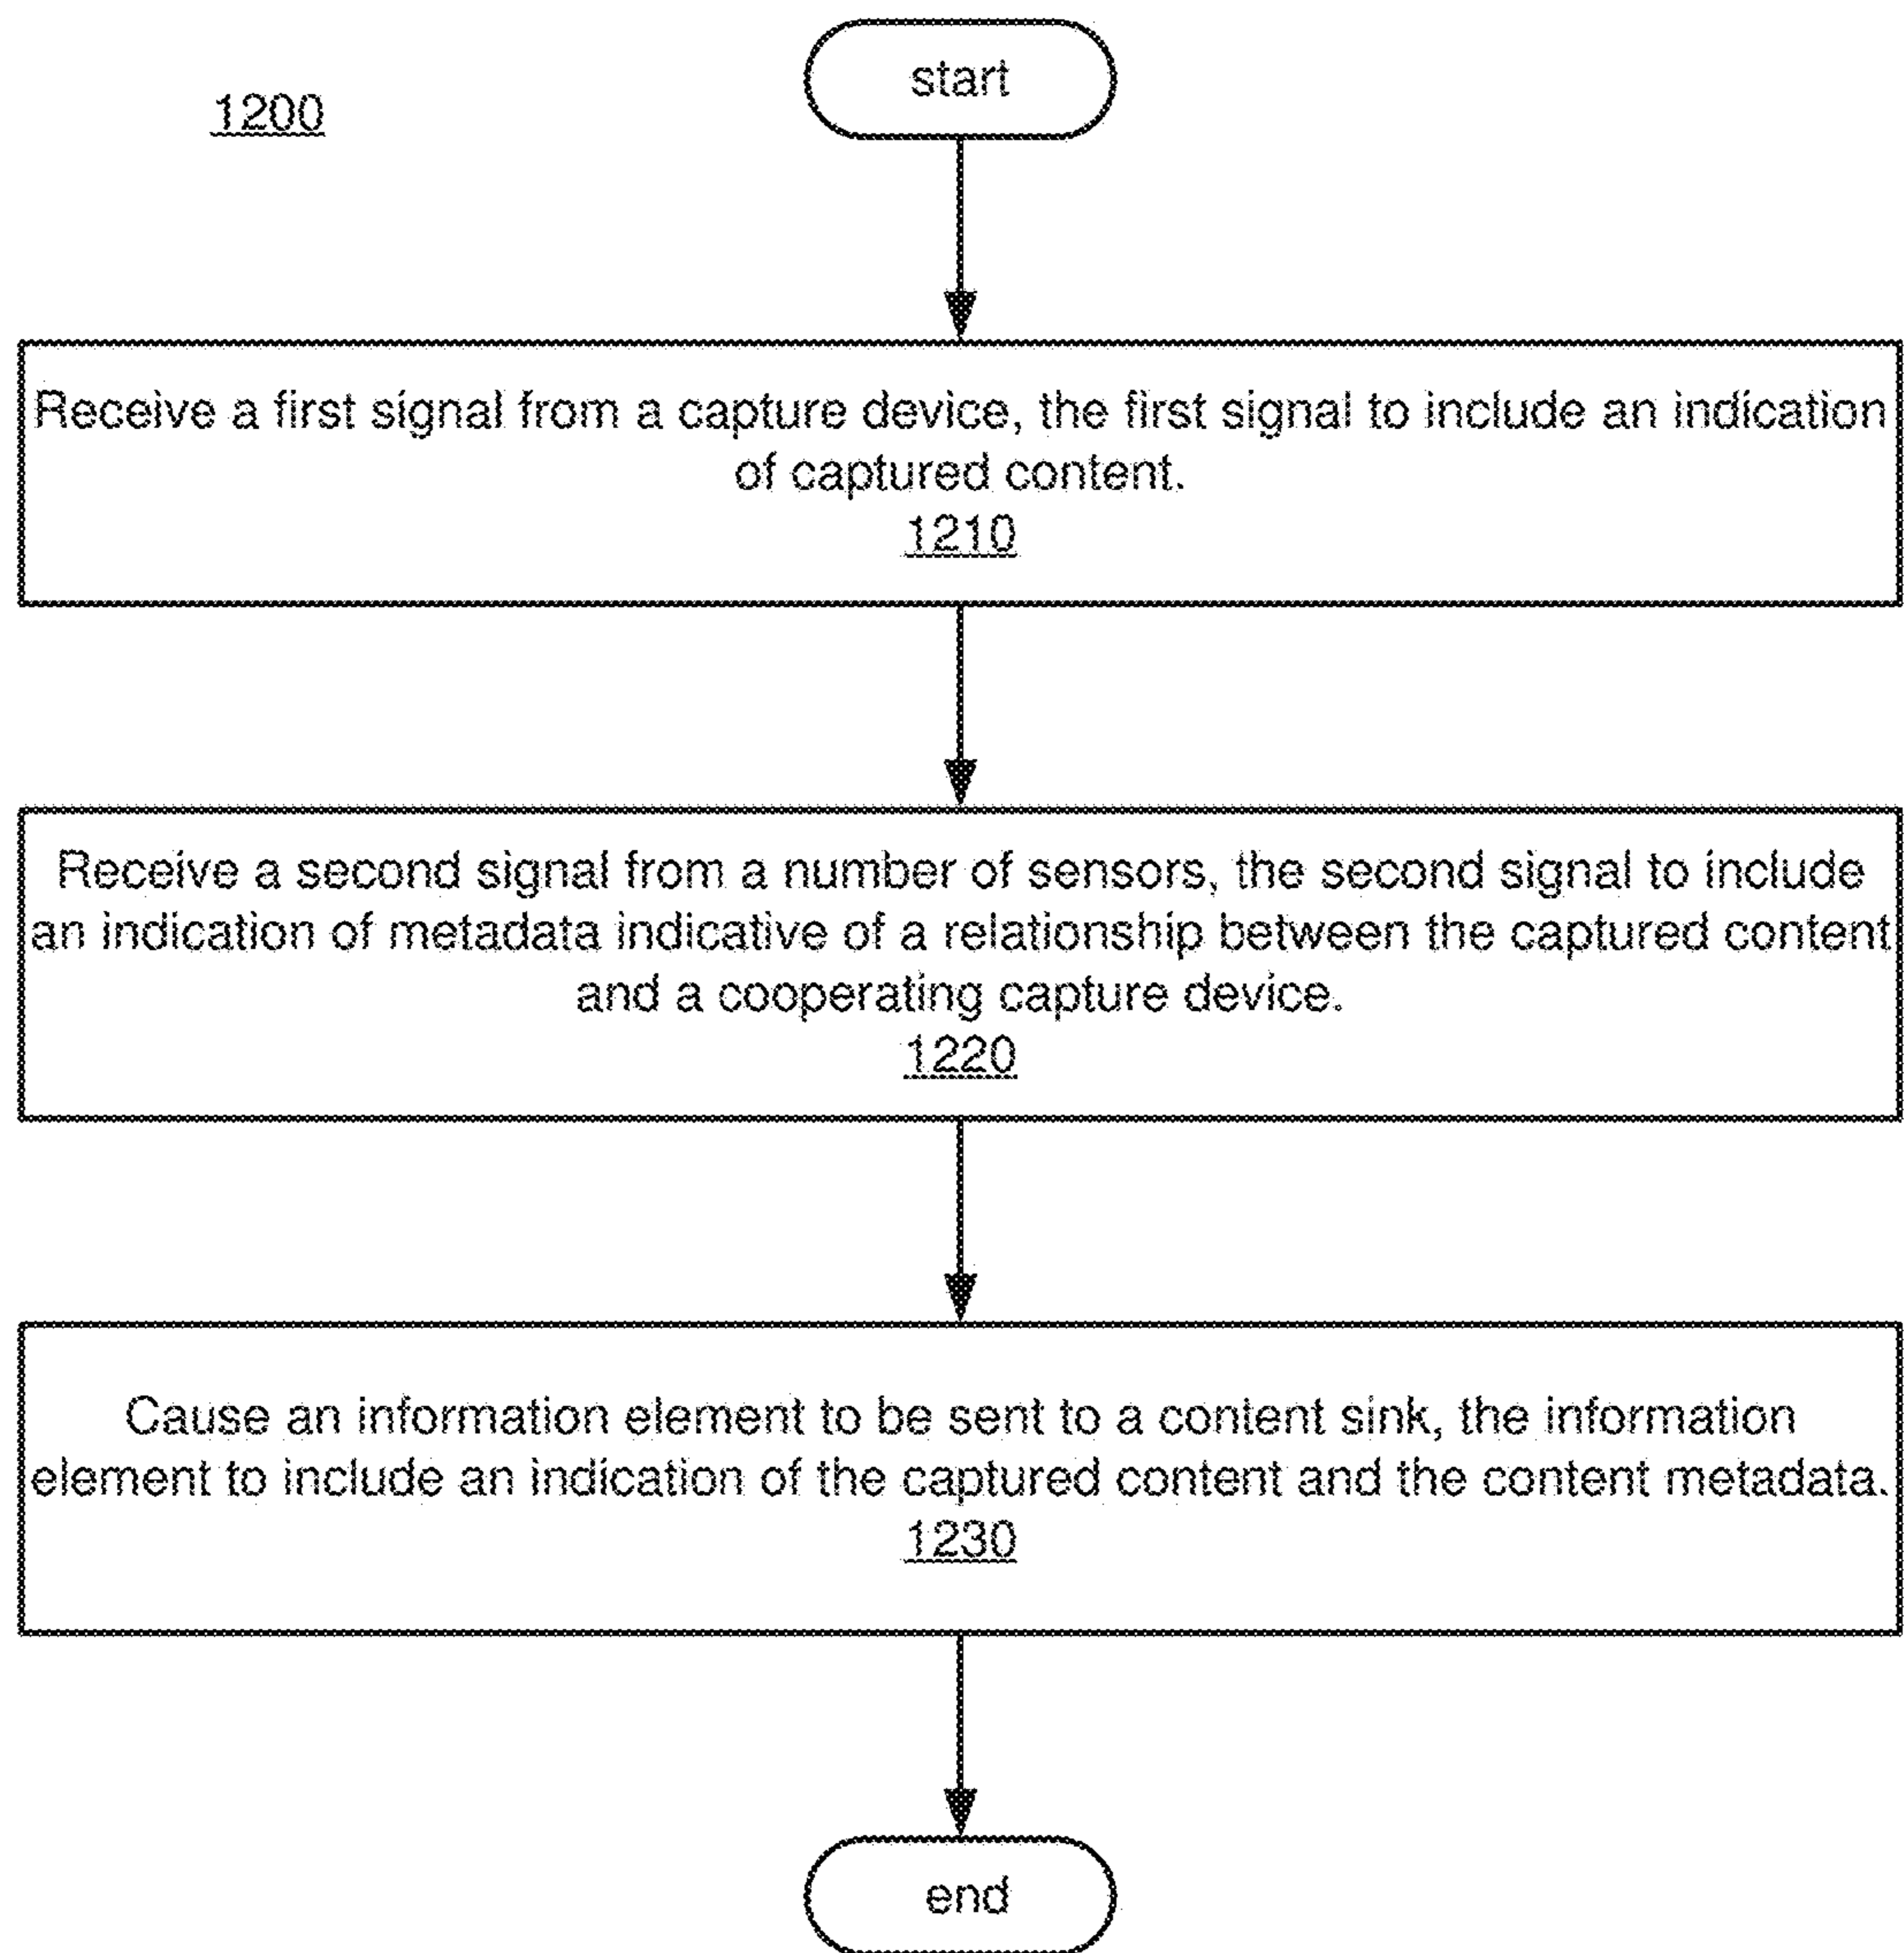 start
1200
Receive a first signal from a capture device, the first signal to include an indication
of captured content.
1210
Receive a second signal from a number of sensors, the second signal to include
an indication of metadata indicative of a relationship between the captured content
and a cooperating capture device.
1220
Cause an information element to be sent to a content sink, the information
element to include an indication of the captured content and the content metadata.
1230
end